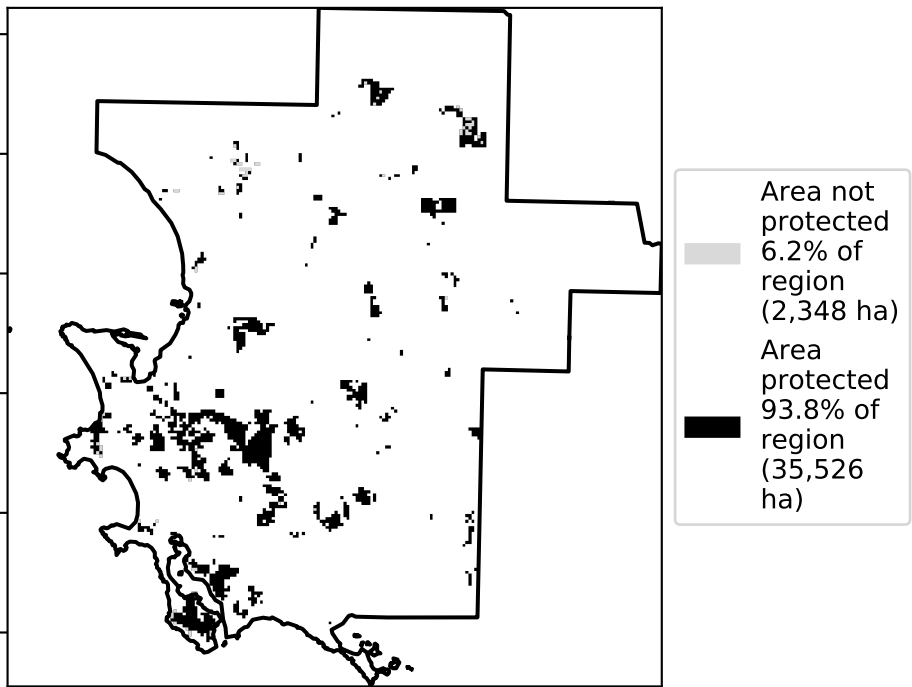 Area not
protected
6.2% of
region
(2,348 ha)
Area
protected
93.8% of
region
(35,526
ha)